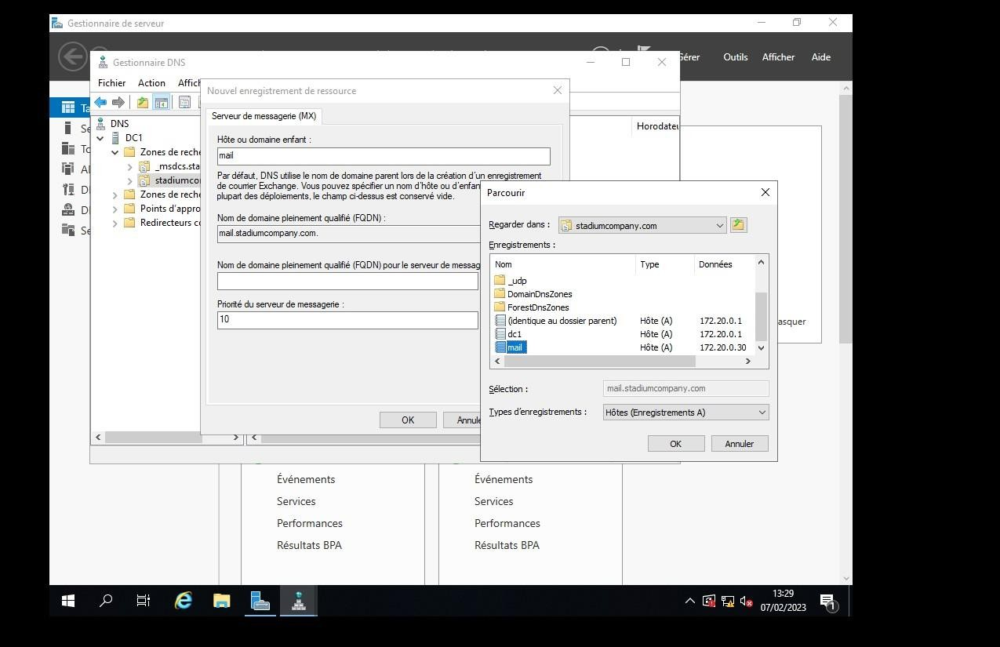 Gestionnaire de serveur
Gérer Outils Afficher Aide
Gestionnaire DNS
Fichier Action Affich
Nouvel enregistrement de ressource
Serveur de messagerie (MX)
Hôte ou domaine enfant :
mail
Par défaut, DNS utilise le nom de domaine parent lors de la création d'un enregistrement
de courrier Exchange. Vous pouvez spécifier un nom d'hôte ou d'enfan
plupart des déploiements, le champ ci-dessus est conservé vide.
Nom de domaine pleinement qualifié (FQDN) :
mail.stadiumcompany.com.
Nom de domaine pleinement qualifié (FQDN) pour le serveur de messag
Priorité du serveur de messagerie :
10
OK Annule
DNS
DC1
Zones de reche
_msdcs.sta
stadiumco
Zones de reche
Points d'appro
Redirecteurs c
Horodateu
Ta
Se
To
AI
DI
DI
Se
Parcourir
Regarder dans : stadiumcompany.com
Enregistrements :
Nom Type Données
_udp
DomainDnsZones
ForestDnsZones
(identique au dossier parent) Hôte (A) 172.20.0.1
dc1 Hôte (A) 172.20.0.1
mail Hôte (A) 172.20.0.30
Sélection : mail.stadiumcompany.com
Types d'enregistrements : Hôtes (Enregistrements A)
OK Annuler
asquer
Événements Événements
Services Services
Performances Performances
Résultats BPA Résultats BPA
13:29
07/02/2023
1